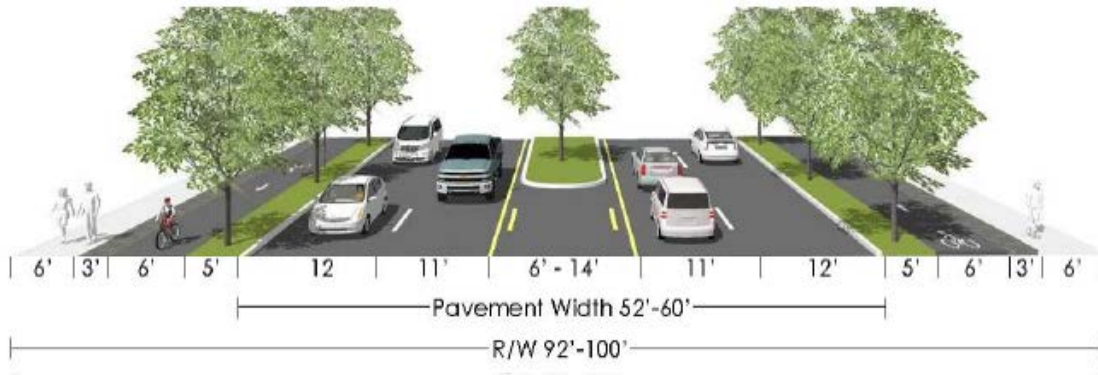 6' 3' 6' 5' 12 11' 6' - 14' 11' 12' 5' 6' 3' 6'
Pavement Width 52'-60'
R/W 92'-100'